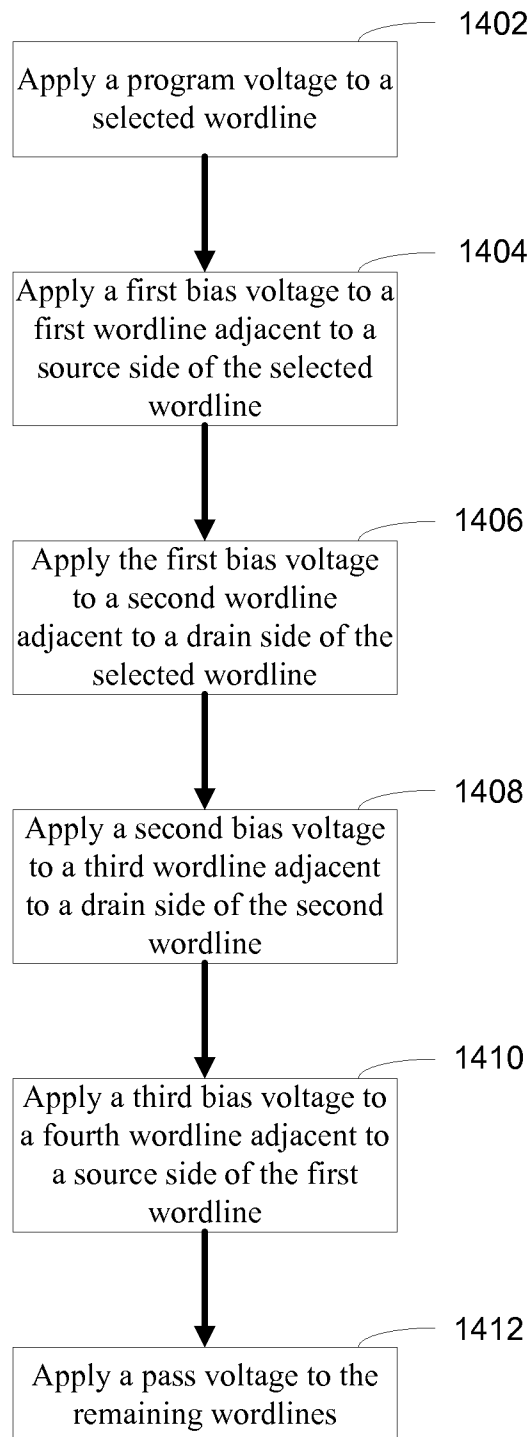 1402
Apply a program voltage to a
selected wordline
1404
Apply a first bias voltage to a
first wordline adjacent to a
source side of the selected
wordline
1406
Apply the first bias voltage
to a second wordline
adjacent to a drain side of the
selected wordline
1408
Apply a second bias voltage
to a third wordline adjacent
to a drain side of the second
wordline
1410
Apply a third bias voltage to
a fourth wordline adjacent to
a source side of the first
wordline
1412
Apply a pass voltage to the
remaining wordlines